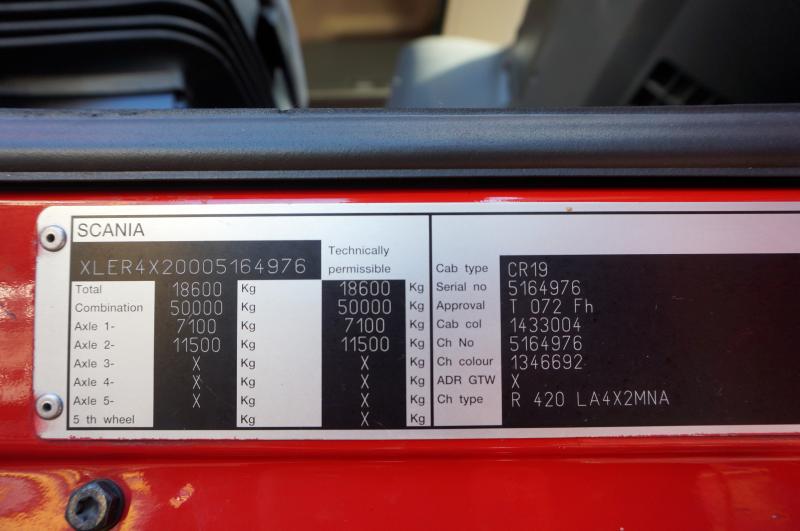 SCANIA
XLER4X20005164976
Technically
permissible
Total 18600 Kg 18600 Kg
Combination 50000 Kg 50000 Kg
Axle 1- 7100 Kg 7100 Kg
Axle 2- 11500 Kg 11500 Kg
Axle 3- X Kg X Kg
Axle 4- X Kg X Kg
Axle 5- X Kg X Kg
5 th wheel Kg X Kg
Cab type CR19
Serial no 5164976
Approval T 072 Fh
Cab col 1433004
Ch No 5164976
Ch colour 1346692
ADR GTW X
Ch type R 420 LA4X2MNA